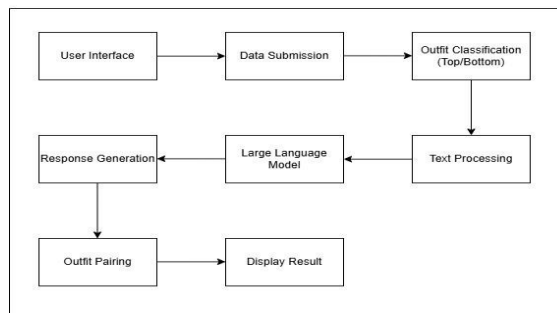 User Interface
Data Submission
Outfit Classification
(Top/Bottom)
Response Generation
Large Language
Model
Text Processing
Outfit Pairing
Display Result